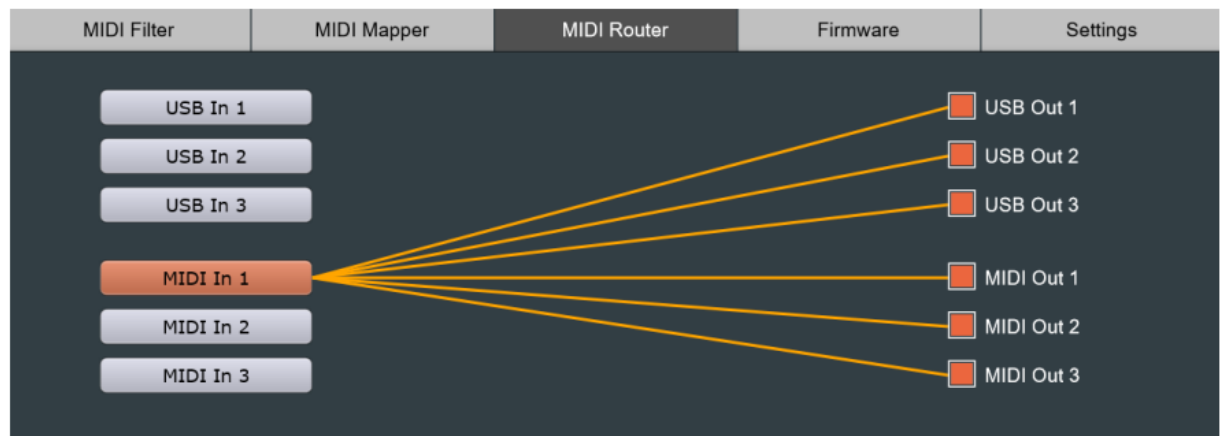 MIDI Filter MIDI Mapper MIDI Router Firmware Settings
USB In 1 USB Out 1
USB In 2 USB Out 2
USB In 3 USB Out 3
MIDI In 1 MIDI Out 1
MIDI In 2 MIDI Out 2
MIDI In 3 MIDI Out 3